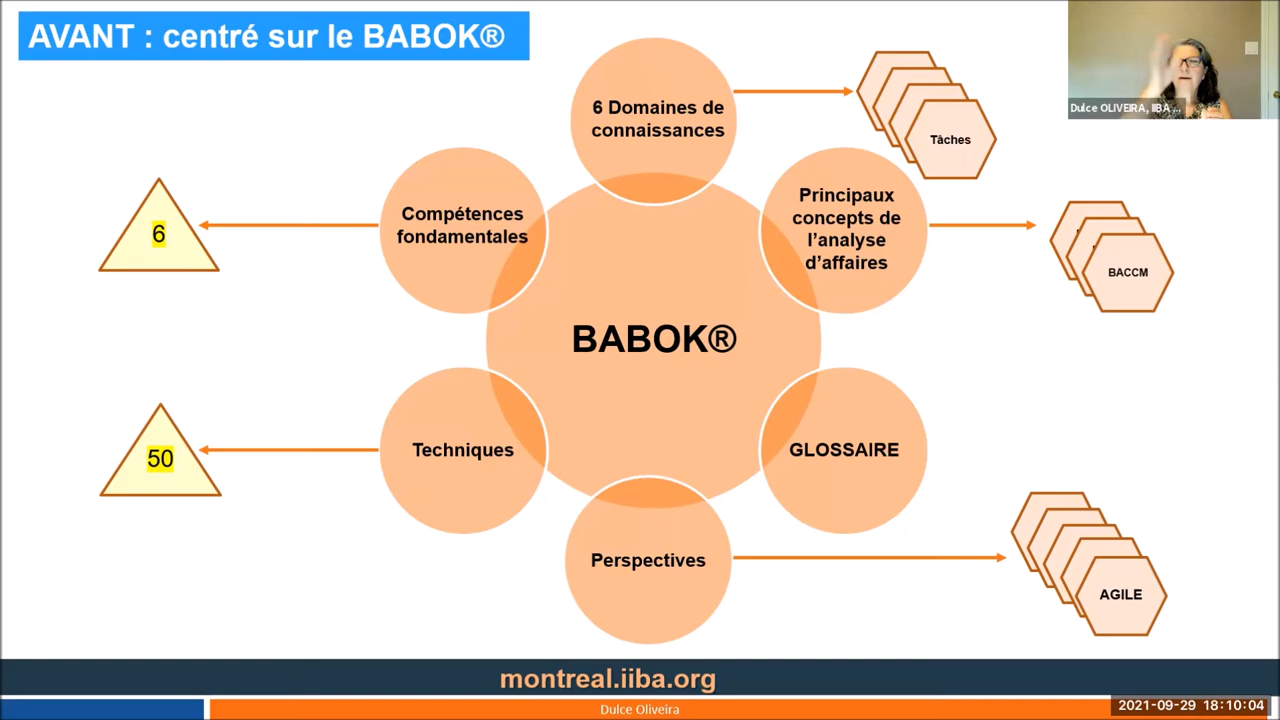 AVANT : centré sur le BABOK®
Dulce OLIVEIRA, IIBA ...
6 Domaines de
connaissances
Tâches
Compétences
fondamentales
6
Principaux
concepts de
l’analyse
d’affaires
BACCM
BABOK®
Techniques
50
GLOSSAIRE
Perspectives
AGILE
montreal.iiba.org
Dulce Oliveira
2021-09-29 18:10:04